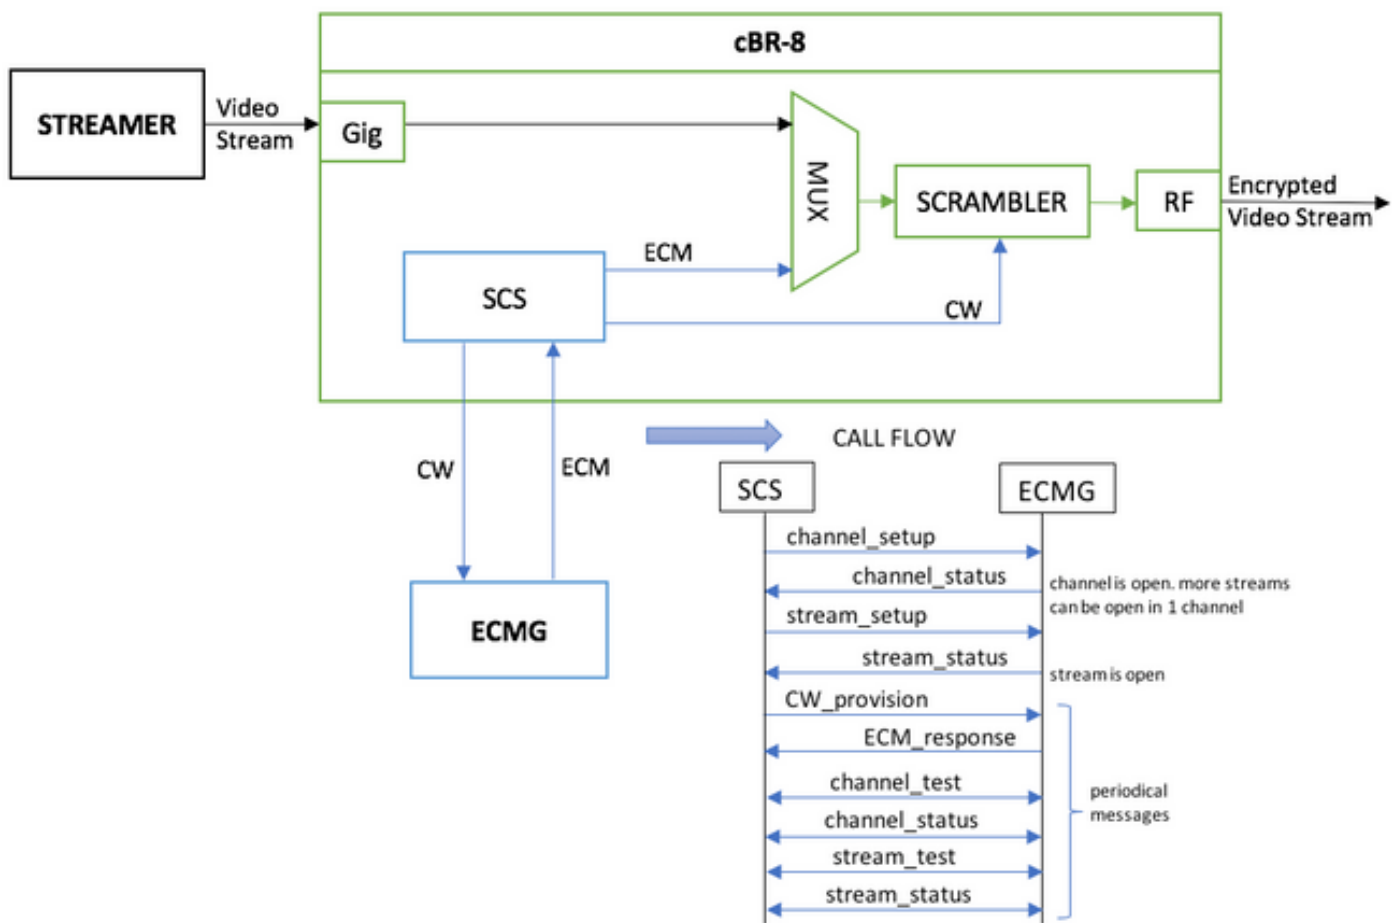 cBR-8
STREAMER
Video
Stream
Gig
MUX
SCRAMBLER
RF
Encrypted
Video Stream
ECM
SCS
CW
CW
ECM
ECMG
CALL FLOW
SCS
ECMG
channel_setup
channel_status
channel is open. more streams
can be open in 1 channel
stream_setup
stream_status
stream is open
CW_provision
ECM_response
channel_test
periodical
messages
channel_status
stream_test
stream_status